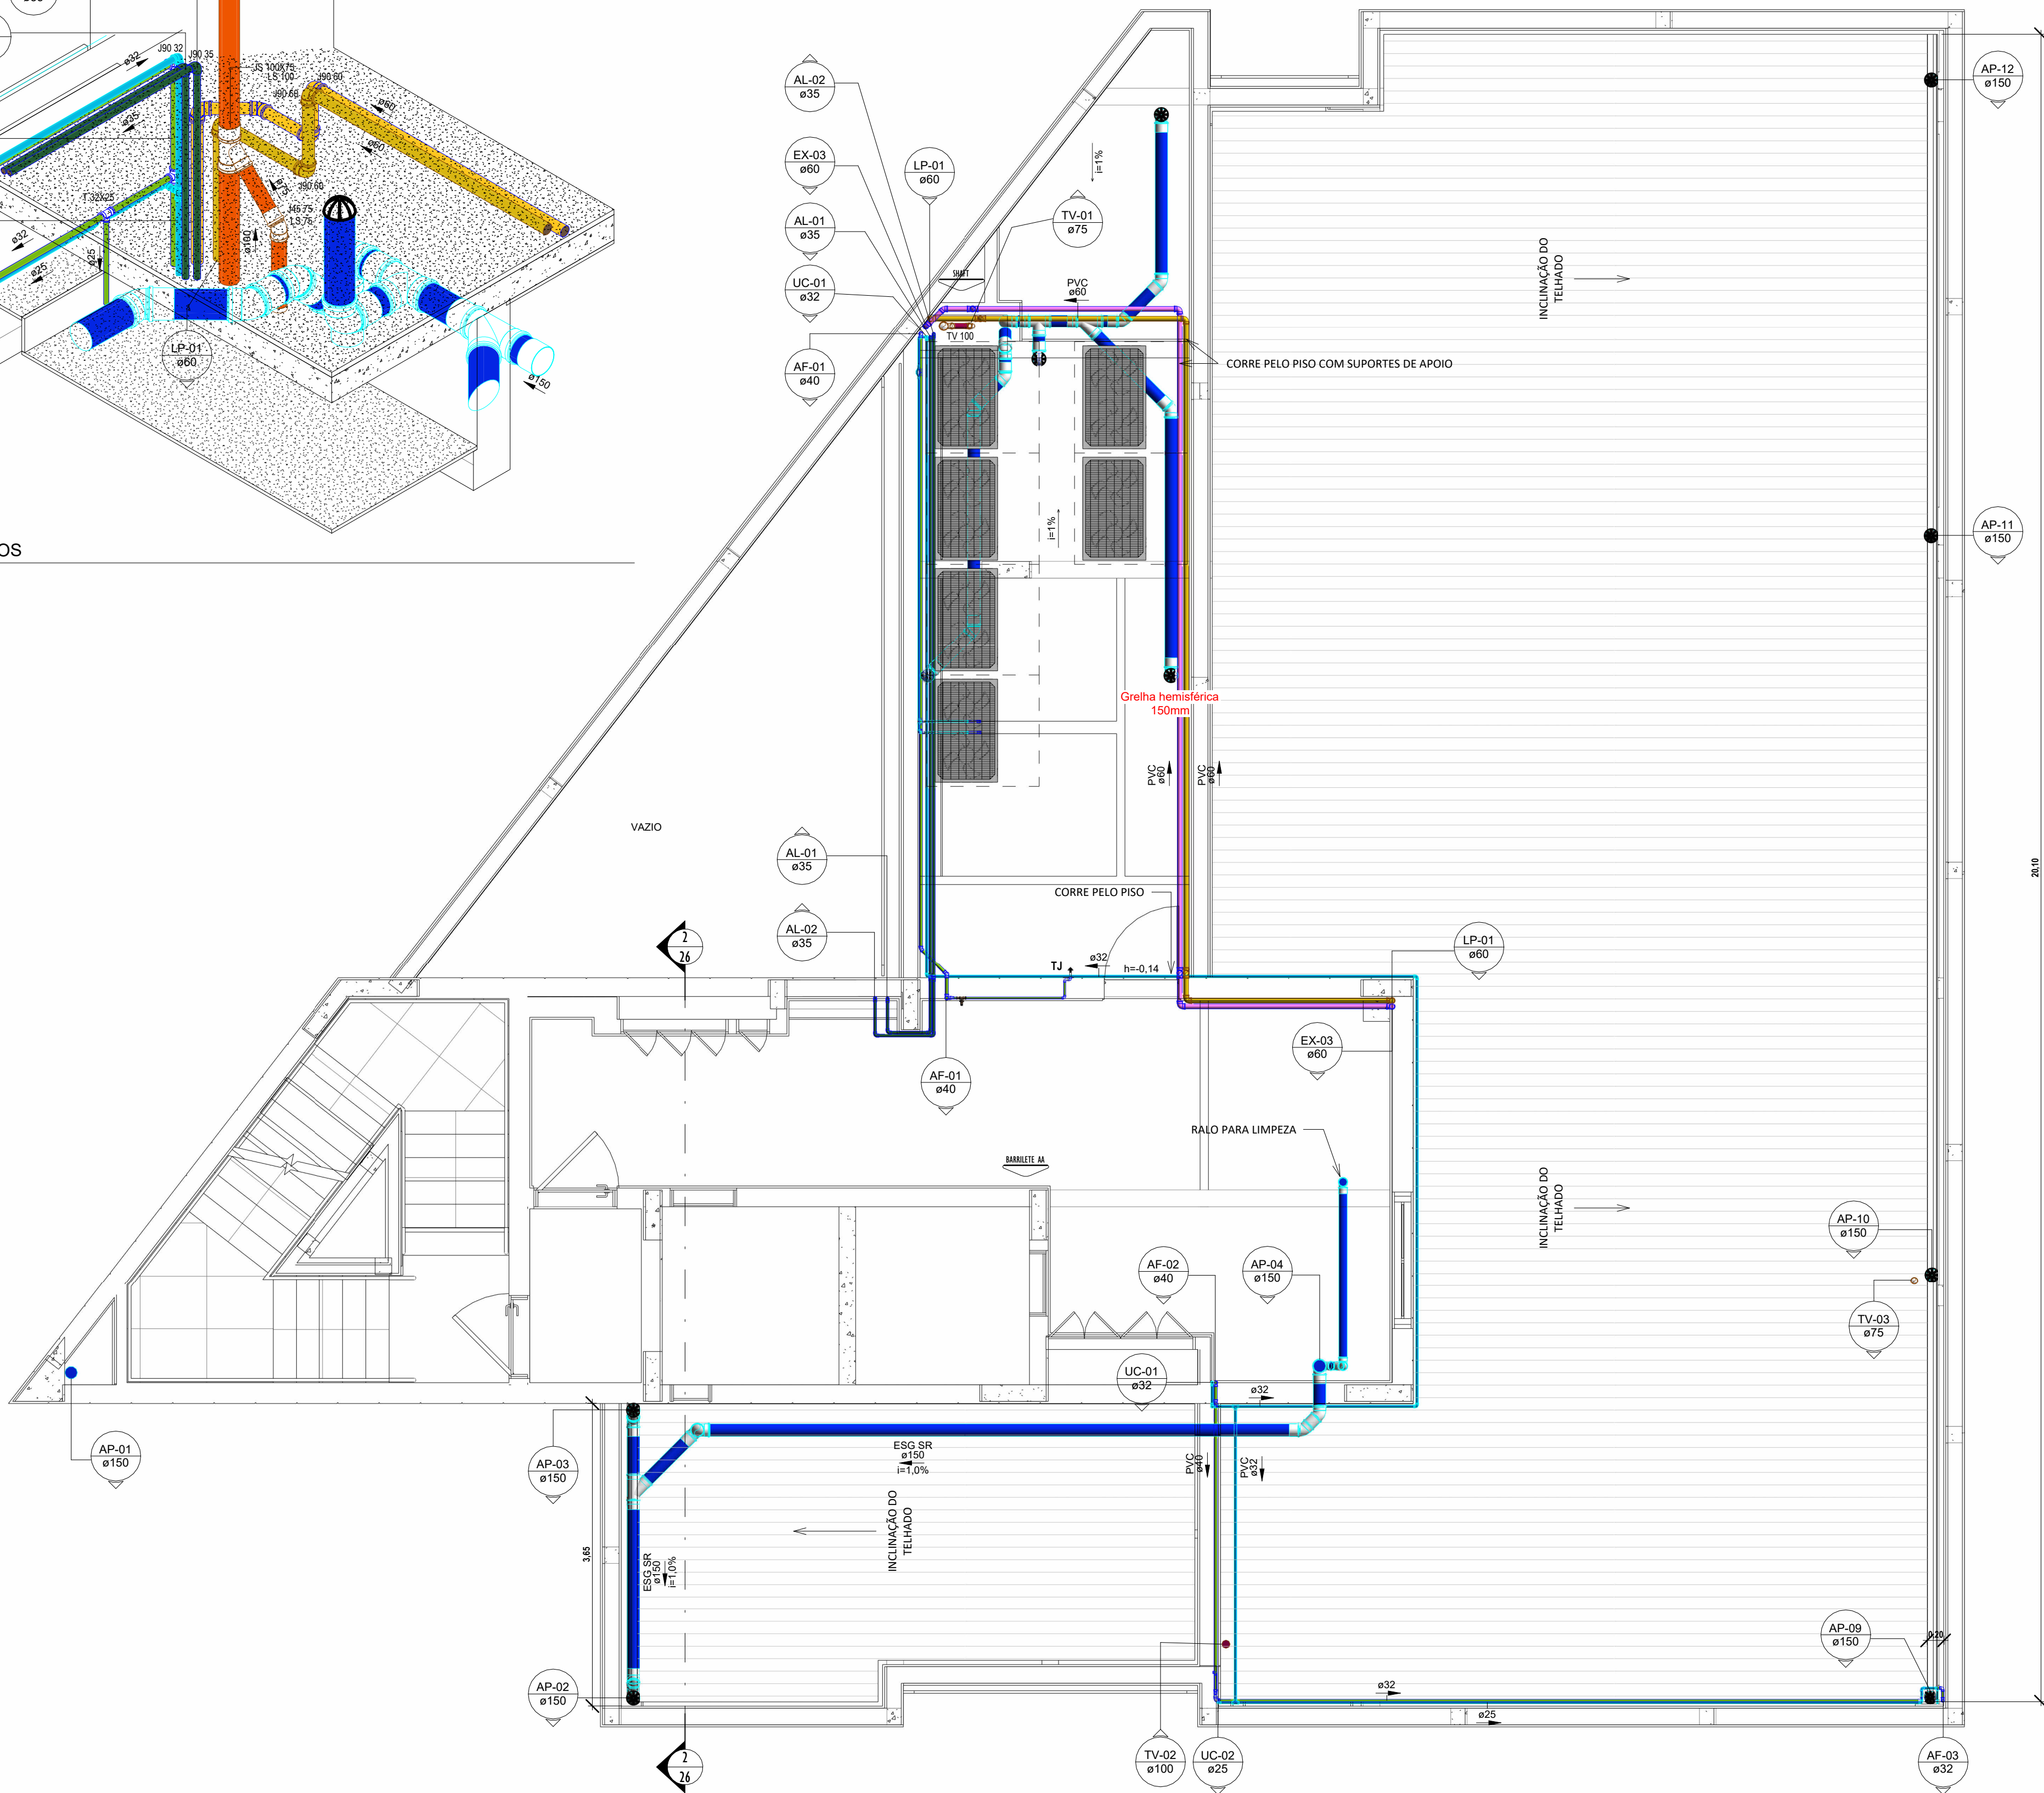 J90 32
J90 35
ø32
ø35
JS 100X75
LS 100
J90 60
J90 60
ø60
ø60
J90 60
ø75
J45 75
LS 75
ø100
T 32X25
ø32
ø25
ø25
LP-01
ø60
ø150
OS
AL-02
ø35
EX-03
ø60
AL-01
ø35
UC-01
ø32
AF-01
ø40
LP-01
ø60
TV-01
ø75
i=1%
SHAFT
PVC
ø60
TV 100
CORRE PELO PISO COM SUPORTES DE APOIO
i=1%
Grelha hemisférica
150mm
PVC
ø60
PVC
ø60
INCLINAÇÃO DO
TELHADO
AP-12
ø150
AP-11
ø150
20,10
VAZIO
AL-01
ø35
AL-02
ø35
2
26
CORRE PELO PISO
TJ
ø32
h=-0,14
LP-01
ø60
EX-03
ø60
AF-01
ø40
RALO PARA LIMPEZA
BARRILETE AA
INCLINAÇÃO DO
TELHADO
AP-10
ø150
TV-03
ø75
AF-02
ø40
AP-04
ø150
UC-01
ø32
ø32
AP-01
ø150
AP-03
ø150
ESG SR
ø150
i=1,0%
PVC
ø40
PVC
ø32
INCLINAÇÃO DO
TELHADO
3,65
ESG SR
ø150
i=1,0%
AP-09
ø150
0,20
AP-02
ø150
ø32
ø25
2
26
TV-02
ø100
UC-02
ø25
AF-03
ø32